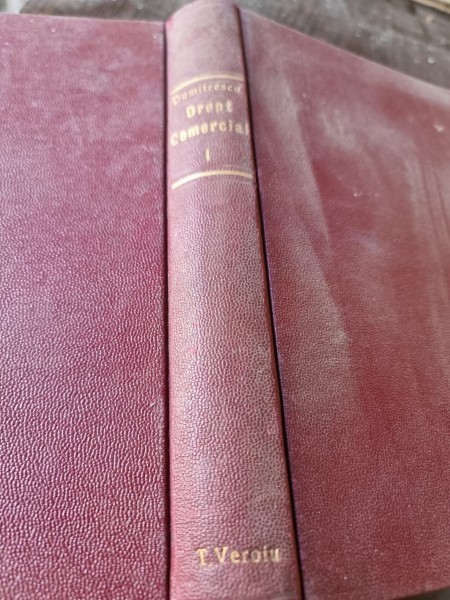 Dumitrescu
Drept
Comercial
I
T. Veroiu